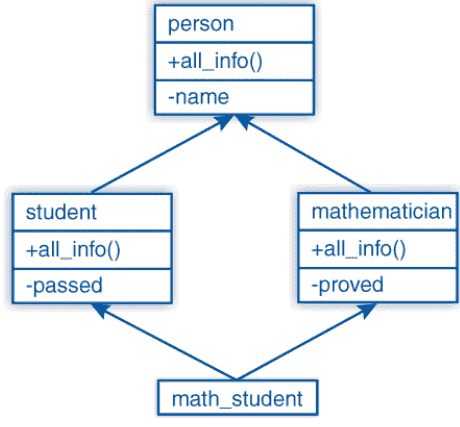 person
+all_info()
-name
student
+all_info()
-passed
mathematician
+all_info()
-proved
math_student